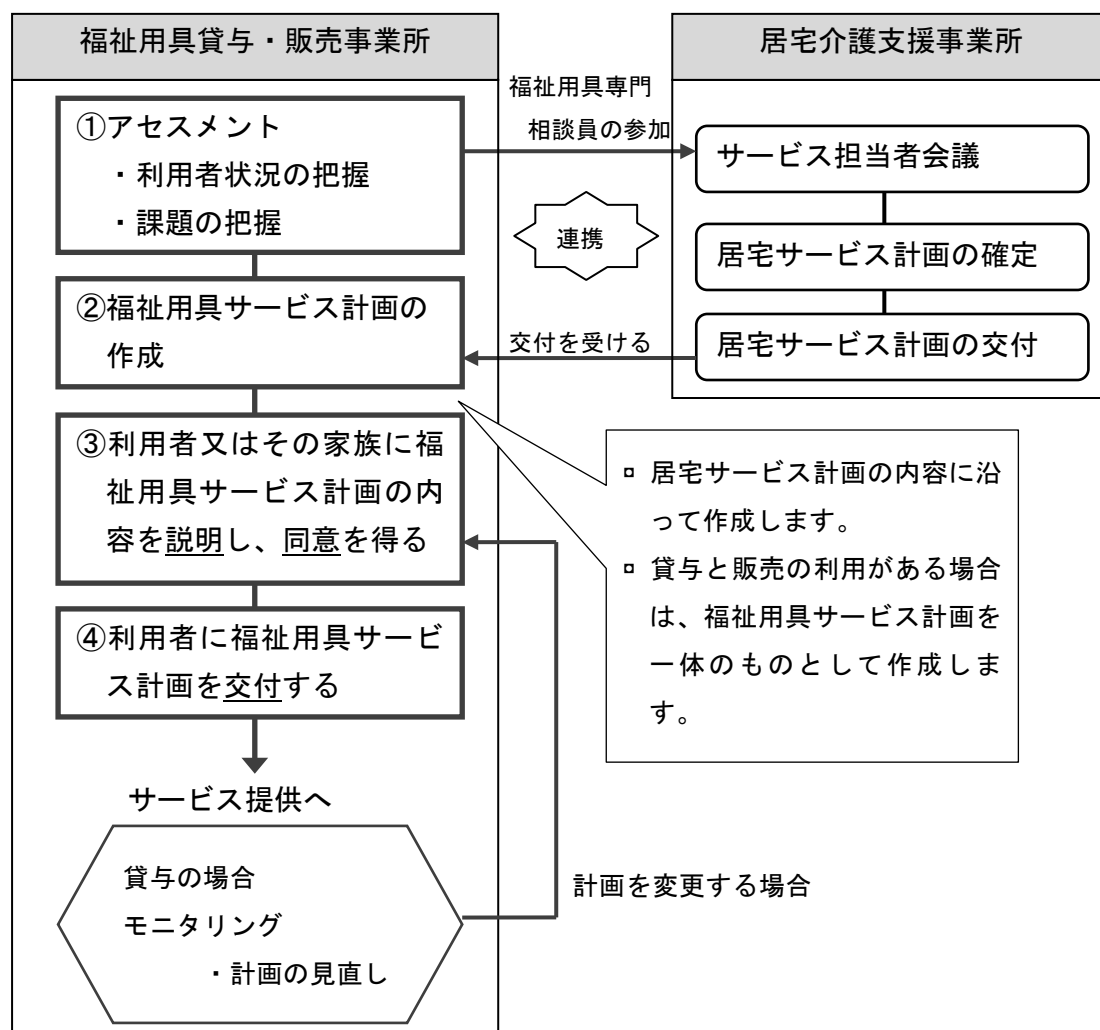 福祉用具貸与・販売事業所
①アセスメント
・利用者状況の把握
・課題の把握
②福祉用具サービス計画の
作成
③利用者又はその家族に福
祉用具サービス計画の内
容を説明し、同意を得る
④利用者に福祉用具サービ
ス計画を交付する
サービス提供へ
貸与の場合
モニタリング
・計画の見直し
福祉用具専門
相談員の参加
連携
交付を受ける
居宅介護支援事業所
サービス担当者会議
居宅サービス計画の確定
居宅サービス計画の交付
▫ 居宅サービス計画の内容に沿
って作成します。
▫ 貸与と販売の利用がある場合
は、福祉用具サービス計画を
一体のものとして作成しま
す。
計画を変更する場合